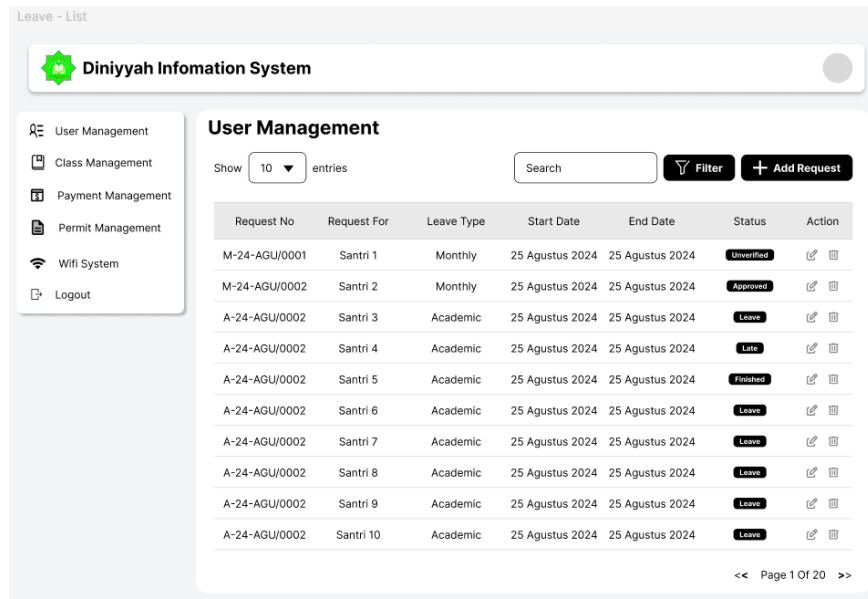 Leave - List
Diniyyah Infomation System
User Management
Class Management
Payment Management
Permit Management
Wifi System
Logout
User Management
Show 10 entries Search Filter Add Request
Request No Request For Leave Type Start Date End Date Status Action
M-24-AGU/0001 Santri 1 Monthly 25 Agustus 2024 25 Agustus 2024 Unverified
M-24-AGU/0002 Santri 2 Monthly 25 Agustus 2024 25 Agustus 2024 Approved
A-24-AGU/0002 Santri 3 Academic 25 Agustus 2024 25 Agustus 2024 Leave
A-24-AGU/0002 Santri 4 Academic 25 Agustus 2024 25 Agustus 2024 Late
A-24-AGU/0002 Santri 5 Academic 25 Agustus 2024 25 Agustus 2024 Finished
A-24-AGU/0002 Santri 6 Academic 25 Agustus 2024 25 Agustus 2024 Leave
A-24-AGU/0002 Santri 7 Academic 25 Agustus 2024 25 Agustus 2024 Leave
A-24-AGU/0002 Santri 8 Academic 25 Agustus 2024 25 Agustus 2024 Leave
A-24-AGU/0002 Santri 9 Academic 25 Agustus 2024 25 Agustus 2024 Leave
A-24-AGU/0002 Santri 10 Academic 25 Agustus 2024 25 Agustus 2024 Leave
<< Page 1 Of 20 >>